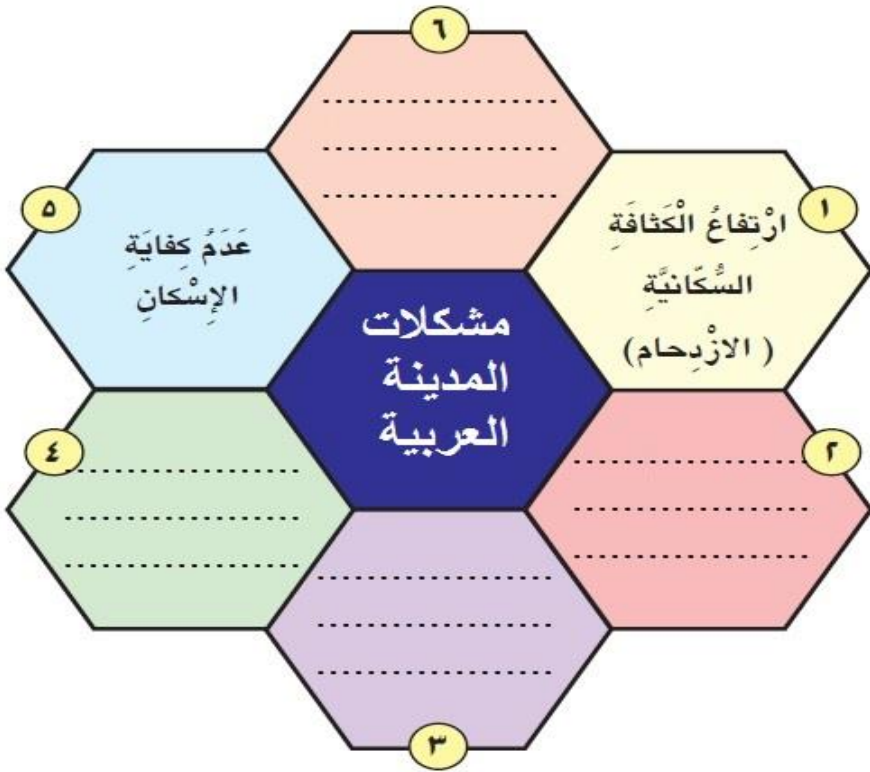 ٦
١
ارْتِفاعُ الْكَثافَةِ
السُّكّانِيَّةِ
( الازْدِحام)
٥
عَدَمُ كِفايَةِ
الإِسْكانِ
مشكلات
المدينة
العربية
٢
٤
٣